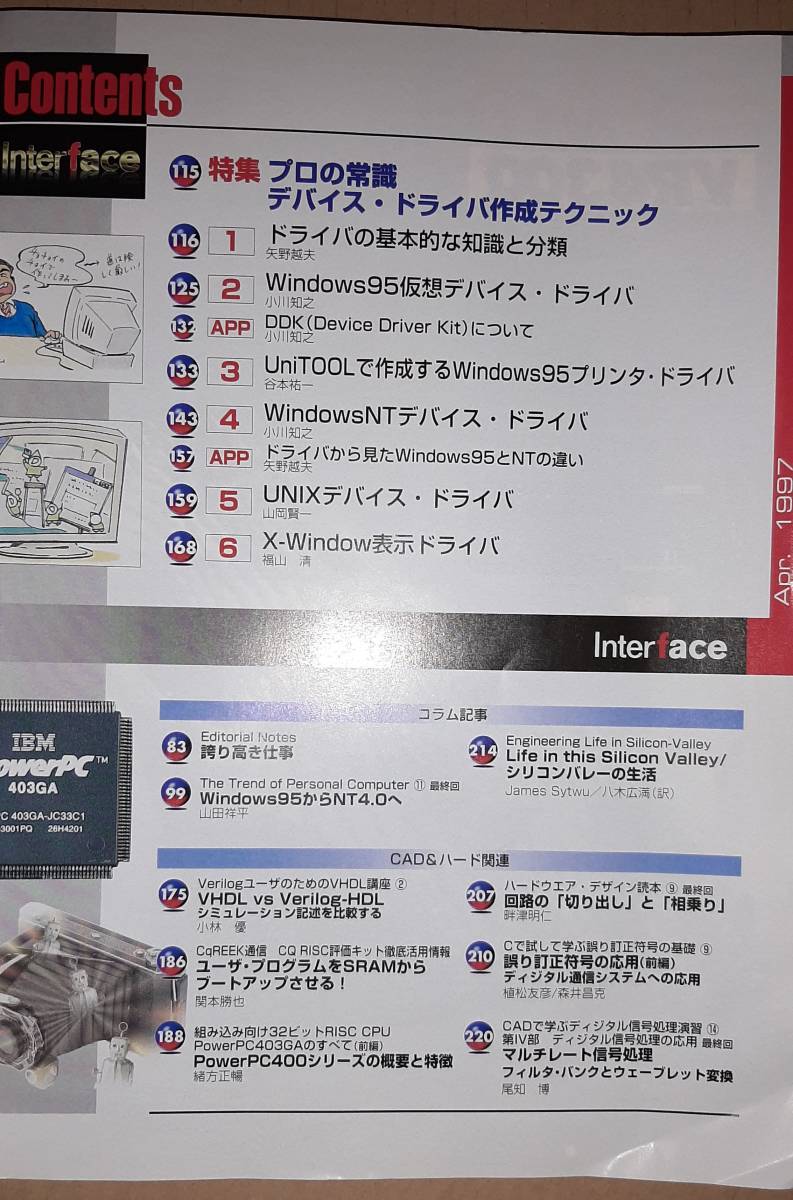 Contents
Interface
115 特集 プロの常識
デバイス・ドライバ作成テクニック
116 1 ドライバの基本的な知識と分類
矢野越夫
125 2 Windows95仮想デバイス・ドライバ
小川知之
132 APP DDK(Device Driver Kit)について
小川知之
133 3 UniTOOLで作成するWindows95プリンタ・ドライバ
谷本祐一
143 4 WindowsNTデバイス・ドライバ
小川知之
157 APP ドライバから見たWindows95とNTの違い
矢野越夫
159 5 UNIXデバイス・ドライバ
山岡賢一
168 6 X-Window表示ドライバ
福山 清
Apr. 1997
Interface
IBM
PowerPC™
403GA
PC 403GA-JC33C1
3001PQ 26H4201
コラム記事
83 Editorial Notes
誇り高き仕事
99 The Trend of Personal Computer ⑪ 最終回
Windows95からNT4.0へ
山田祥平
214 Engineering Life in Silicon-Valley
Life in this Silicon Valley/
シリコンバレーの生活
James Sytwu／八木広満(訳)
CAD&ハード関連
175 VerilogユーザのためのVHDL講座 ②
VHDL vs Verilog-HDL
シミュレーション記述を比較する
小林 優
186 CqREEK通信 CQ RISC評価キット徹底活用情報
ユーザ・プログラムをSRAMから
ブートアップさせる！
関本勝也
188 組み込み向け32ビットRISC CPU
PowerPC403GAのすべて(前編)
PowerPC400シリーズの概要と特徴
緒方正暢
207 ハードウエア・デザイン読本 ⑨ 最終回
回路の「切り出し」と「相乗り」
畔津明仁
210 Cで試して学ぶ誤り訂正符号の基礎 ⑨
誤り訂正符号の応用(前編)
ディジタル通信システムへの応用
植松友彦/森井昌克
220 CADで学ぶディジタル信号処理演習 ⑭
第Ⅳ部 ディジタル信号処理の応用 最終回
マルチレート信号処理
フィルタ・バンクとウェーブレット変換
尾知 博